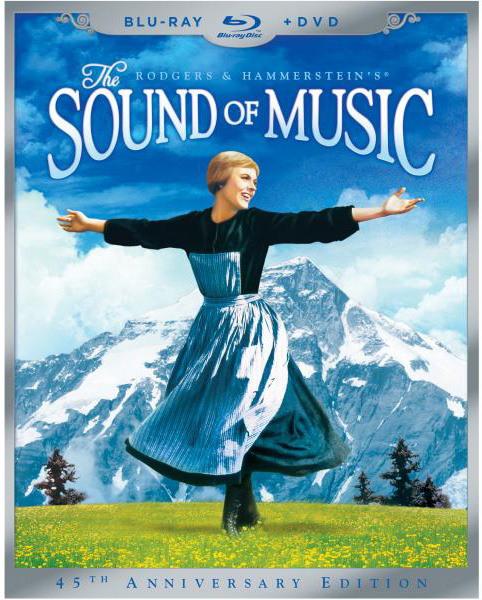 BLU-RAY Blu-ray Disc + DVD
The RODGERS & HAMMERSTEIN'S®
SOUND OF MUSIC
45TH ANNIVERSARY EDITION